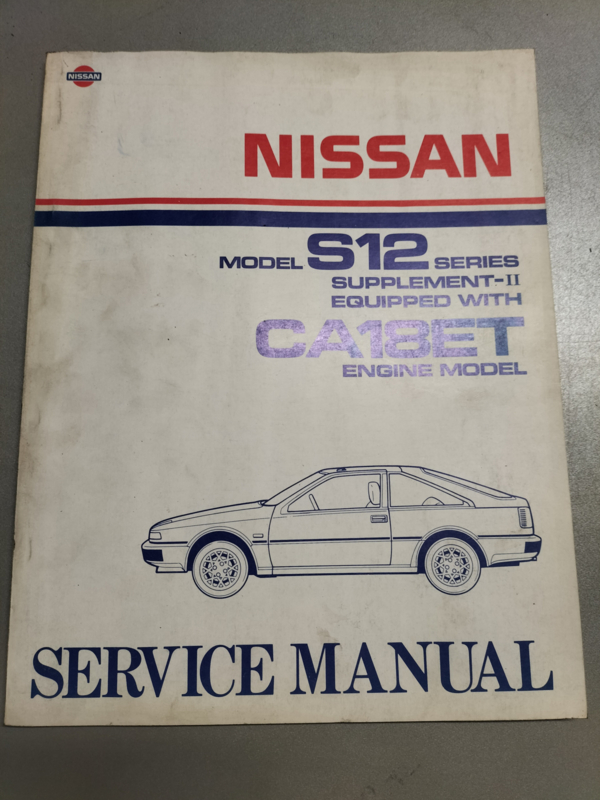 NISSAN
NISSAN
MODEL S12 SERIES
SUPPLEMENT-II
EQUIPPED WITH
CA18ET
ENGINE MODEL
SERVICE MANUAL